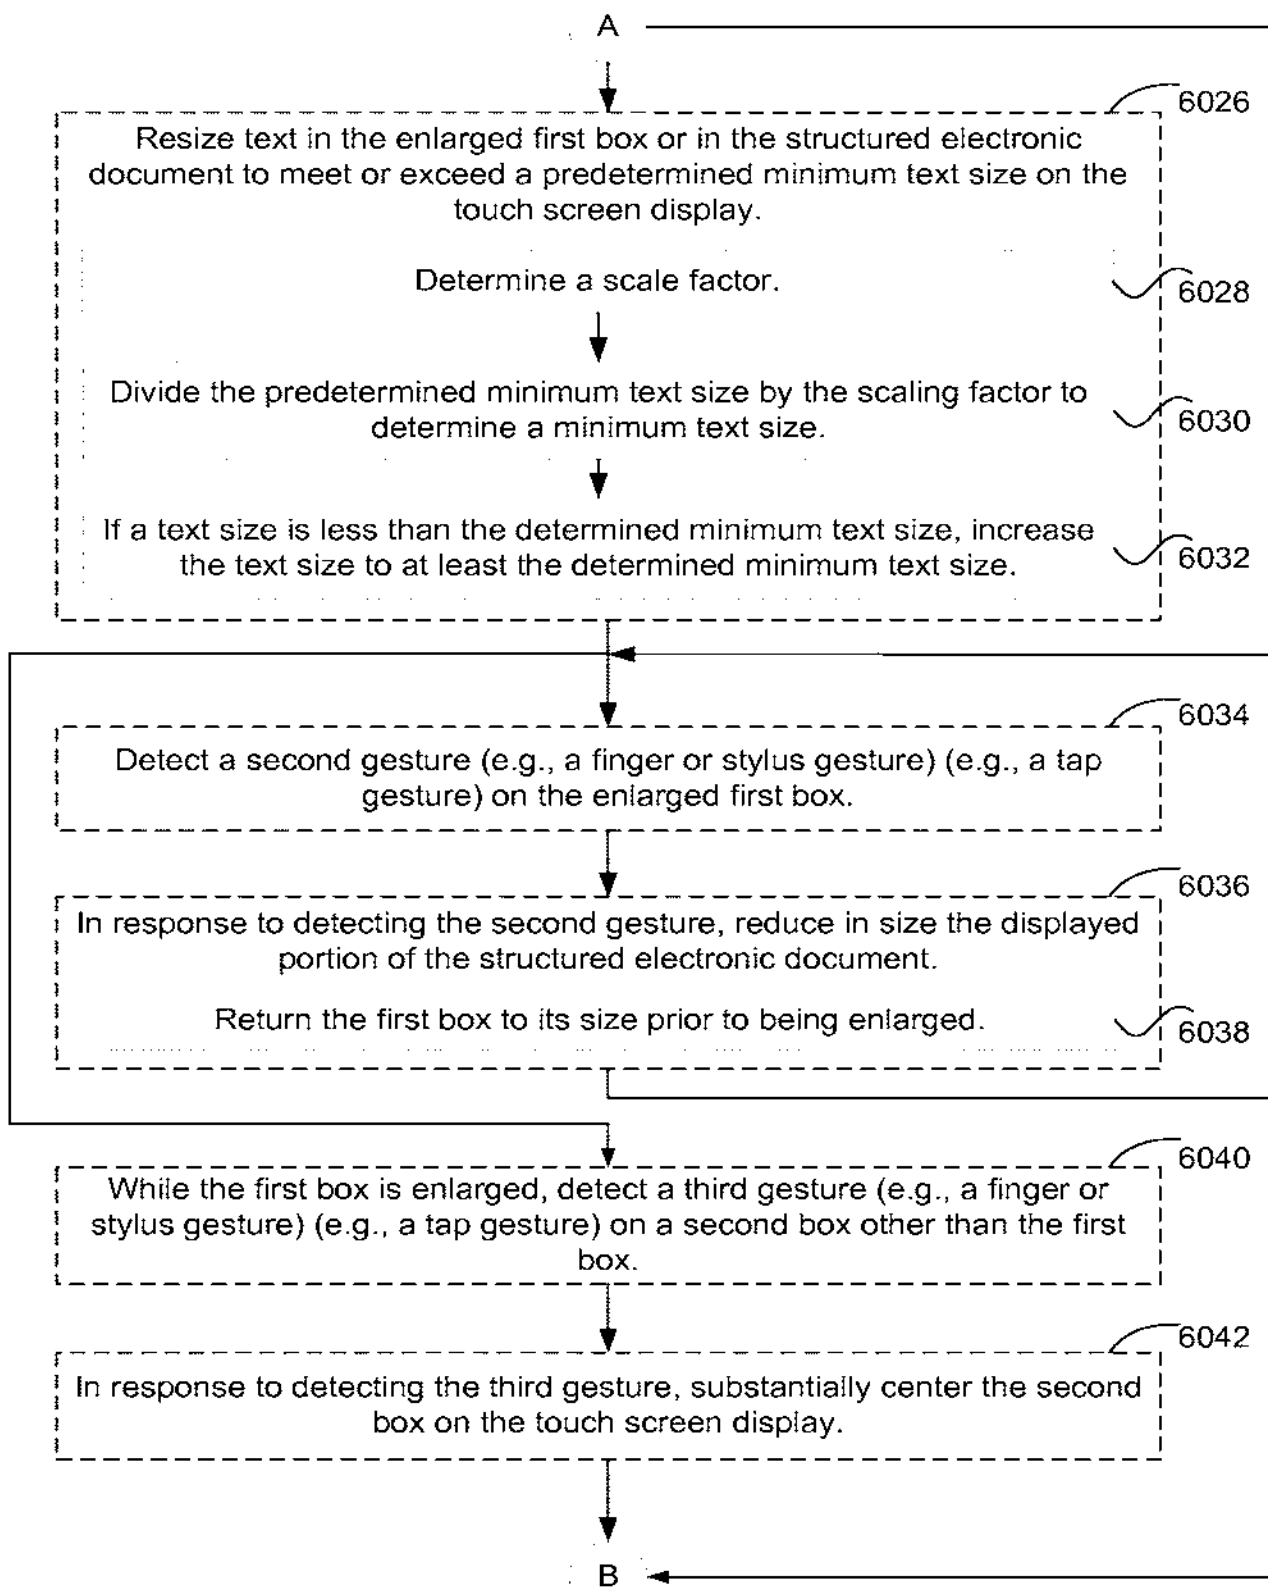 A
6026
Resize text in the enlarged first box or in the structured electronic
document to meet or exceed a predetermined minimum text size on the
touch screen display.
Determine a scale factor.
6028
Divide the predetermined minimum text size by the scaling factor to
determine a minimum text size.
6030
If a text size is less than the determined minimum text size, increase
the text size to at least the determined minimum text size.
6032
6034
Detect a second gesture (e.g., a finger or stylus gesture) (e.g., a tap
gesture) on the enlarged first box.
6036
In response to detecting the second gesture, reduce in size the displayed
portion of the structured electronic document.
Return the first box to its size prior to being enlarged.
6038
6040
While the first box is enlarged, detect a third gesture (e.g., a finger or
stylus gesture) (e.g., a tap gesture) on a second box other than the first
box.
6042
In response to detecting the third gesture, substantially center the second
box on the touch screen display.
B